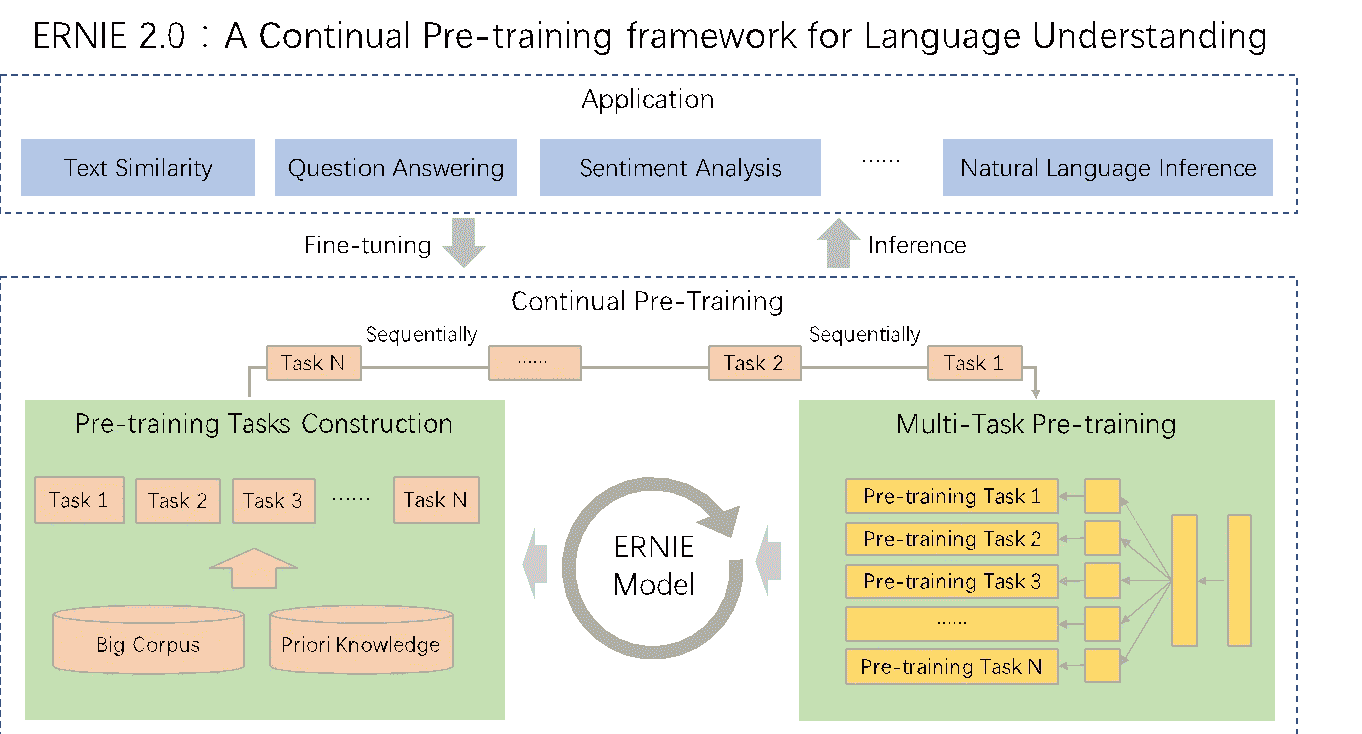 ERNIE 2.0 : A Continual Pre-training framework for Language Understanding
Application
Text Similarity
Question Answering
Sentiment Analysis
......
Natural Language Inference
Fine-tuning
Inference
Continual Pre-Training
Sequentially
Sequentially
Task N
......
Task 2
Task 1
Pre-training Tasks Construction
Task 1
Task 2
Task 3
......
Task N
Big Corpus
Priori Knowledge
ERNIE
Model
Multi-Task Pre-training
Pre-training Task 1
Pre-training Task 2
Pre-training Task 3
......
Pre-training Task N